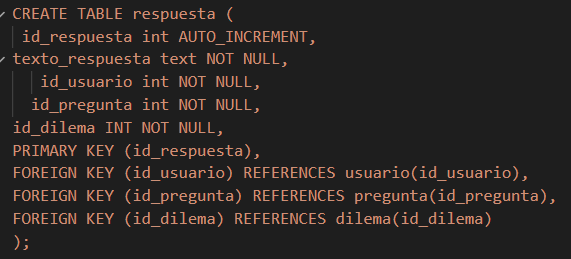 CREATE TABLE respuesta (
id_respuesta int AUTO_INCREMENT,
texto_respuesta text NOT NULL,
id_usuario int NOT NULL,
id_pregunta int NOT NULL,
id_dilema INT NOT NULL,
PRIMARY KEY (id_respuesta),
FOREIGN KEY (id_usuario) REFERENCES usuario(id_usuario),
FOREIGN KEY (id_pregunta) REFERENCES pregunta(id_pregunta),
FOREIGN KEY (id_dilema) REFERENCES dilema(id_dilema)
);